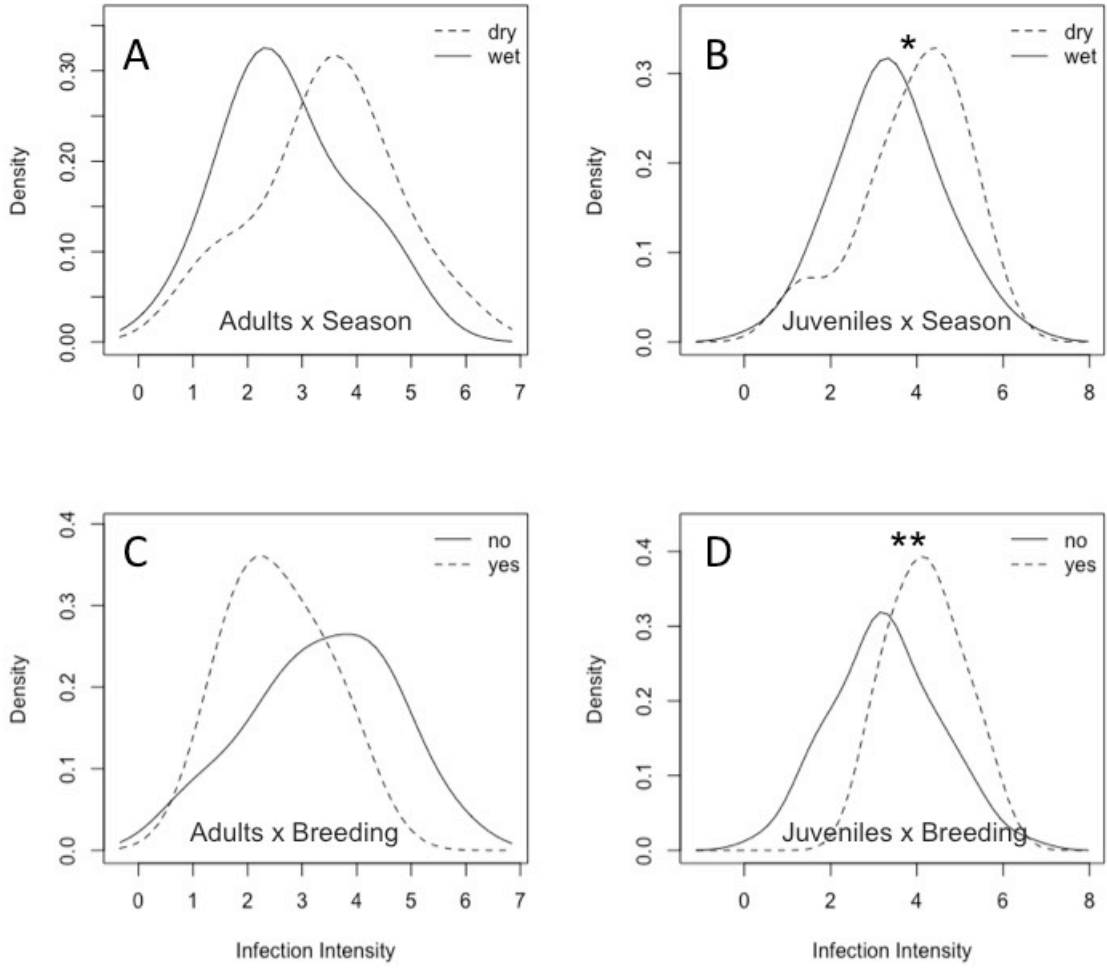 A
dry
wet
Density
0.00
0.10
0.20
0.30
Adults x Season
0 1 2 3 4 5 6 7
B
*
dry
wet
Density
0.0
0.1
0.2
0.3
Juveniles x Season
0 2 4 6 8
C
no
yes
Density
0.0
0.1
0.2
0.3
0.4
Adults x Breeding
0 1 2 3 4 5 6 7
Infection Intensity
D
**
no
yes
Density
0.0
0.1
0.2
0.3
0.4
Juveniles x Breeding
0 2 4 6 8
Infection Intensity